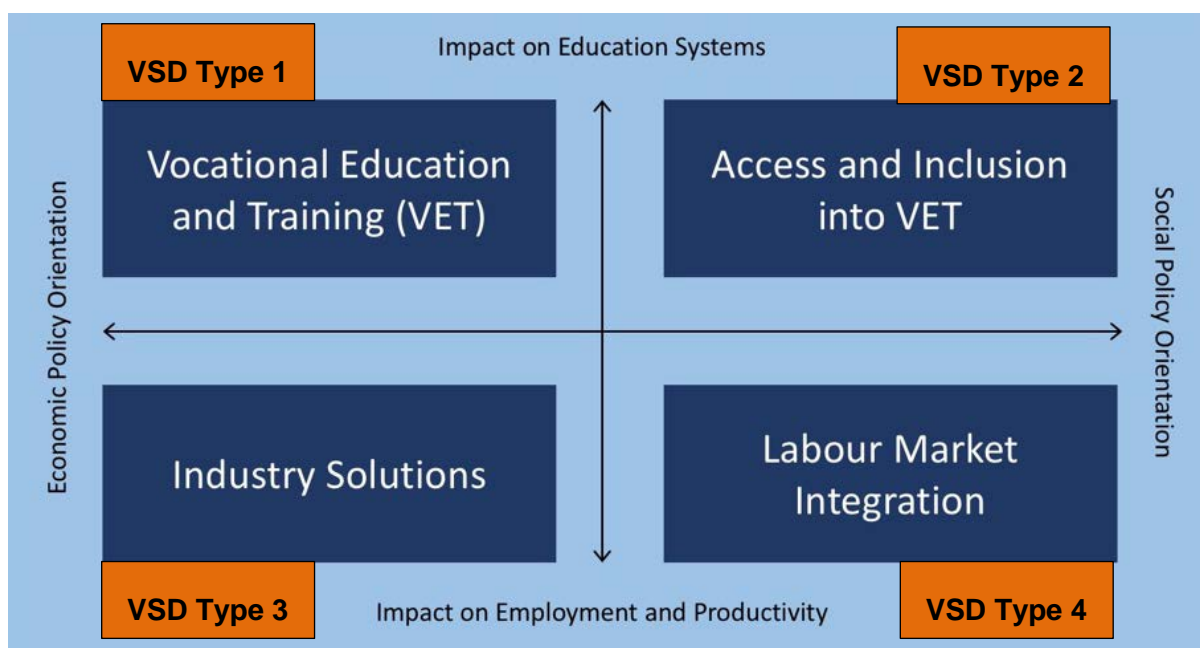 Impact on Education Systems
VSD Type 1
VSD Type 2
Vocational Education
and Training (VET)
Access and Inclusion
into VET
Economic Policy Orientation
Social Policy Orientation
Industry Solutions
Labour Market
Integration
VSD Type 3
Impact on Employment and Productivity
VSD Type 4